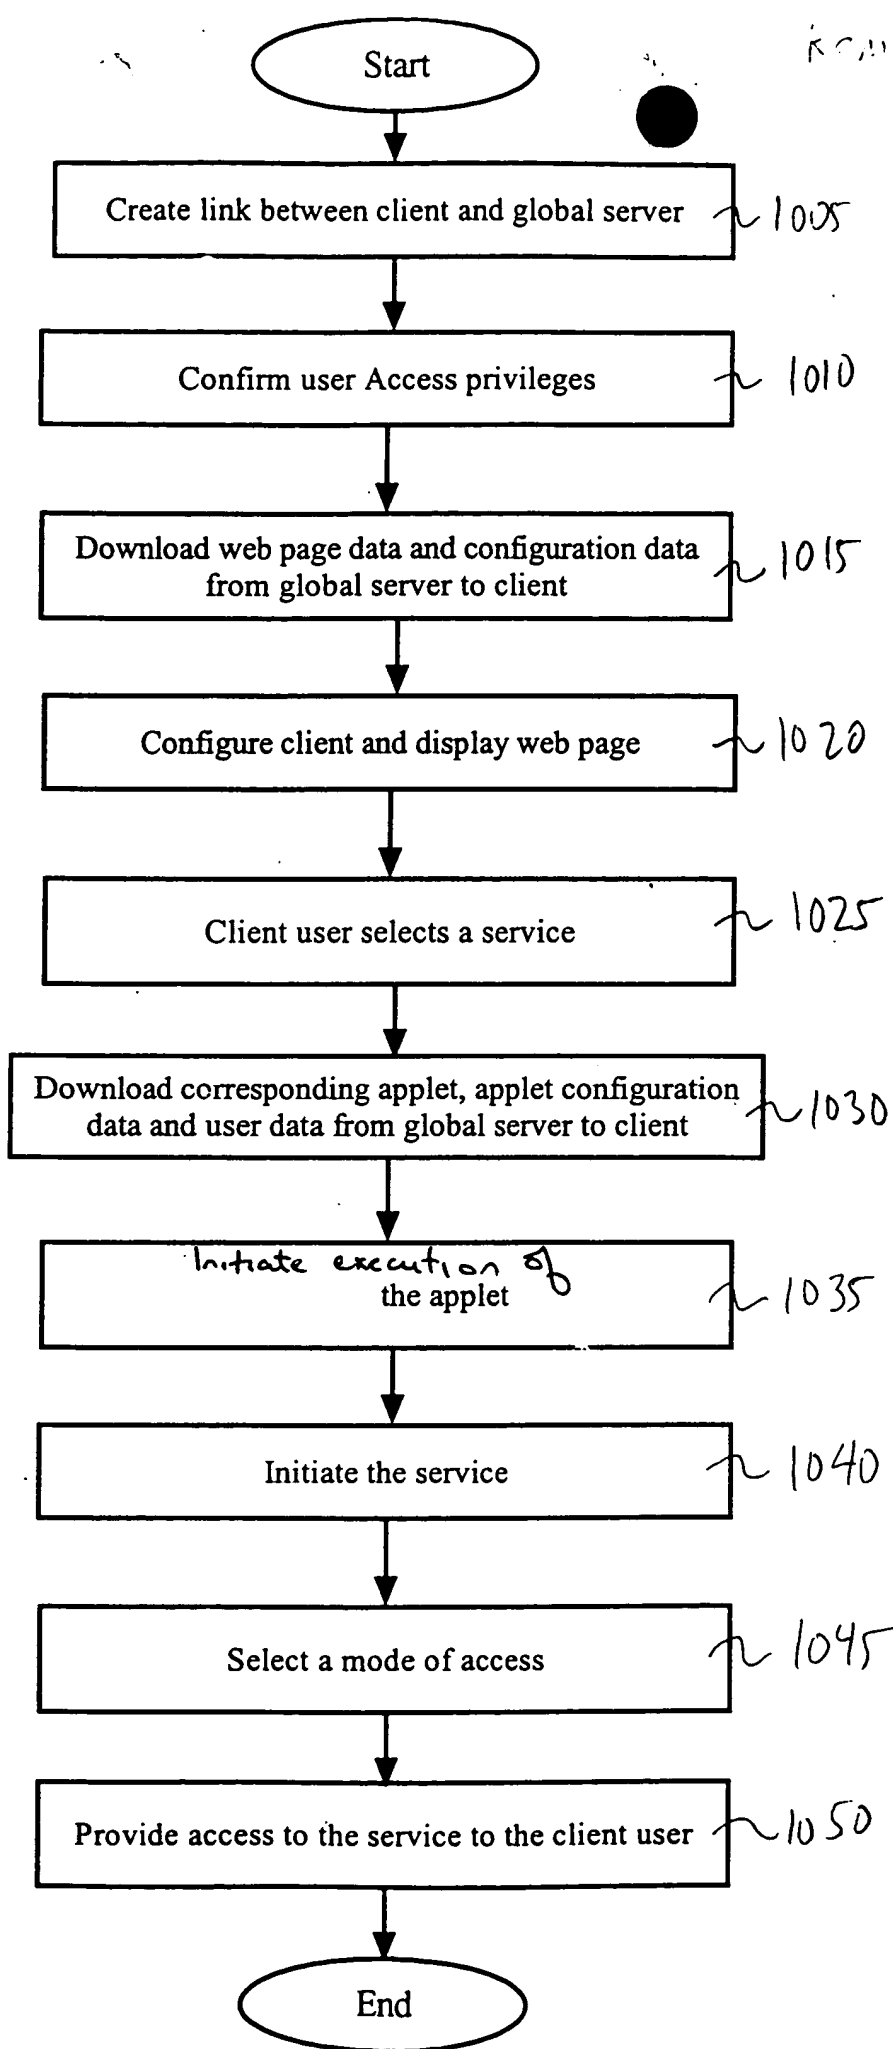 Start
Create link between client and global server 1005
Confirm user Access privileges 1010
Download web page data and configuration data
from global server to client 1015
Configure client and display web page 1020
Client user selects a service 1025
Download corresponding applet, applet configuration
data and user data from global server to client 1030
Initiate execution of
the applet 1035
Initiate the service 1040
Select a mode of access 1045
Provide access to the service to the client user 1050
End